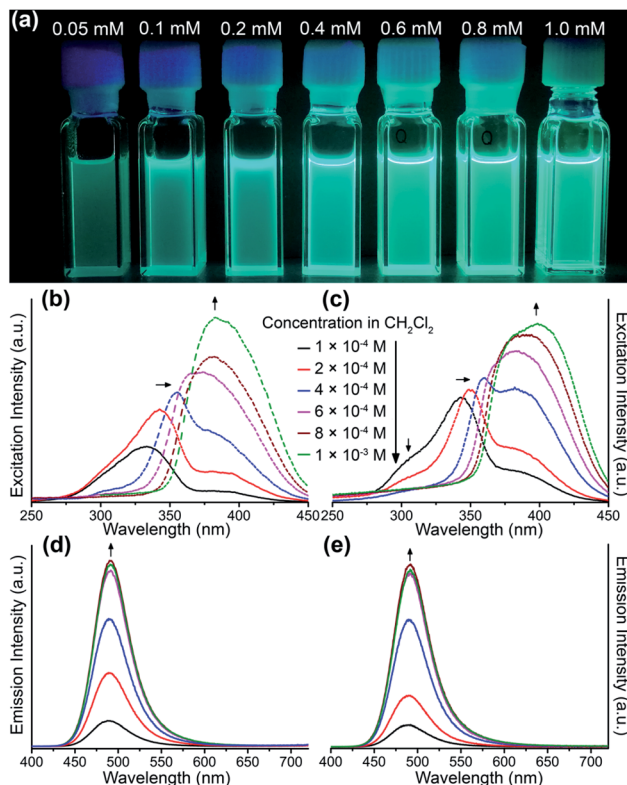 (a)
0.05 mM 0.1 mM 0.2 mM 0.4 mM 0.6 mM 0.8 mM 1.0 mM
(b)
Excitation Intensity (a.u.)
250 300 350 400 450
Wavelength (nm)
Concentration in CH₂Cl₂
1 × 10⁻⁴ M
2 × 10⁻⁴ M
4 × 10⁻⁴ M
6 × 10⁻⁴ M
8 × 10⁻⁴ M
1 × 10⁻³ M
(c)
Excitation Intensity (a.u.)
250 300 350 400 450
Wavelength (nm)
(d)
Emission Intensity (a.u.)
400 450 500 550 600 650 700
Wavelength (nm)
(e)
Emission Intensity (a.u.)
400 450 500 550 600 650 700
Wavelength (nm)